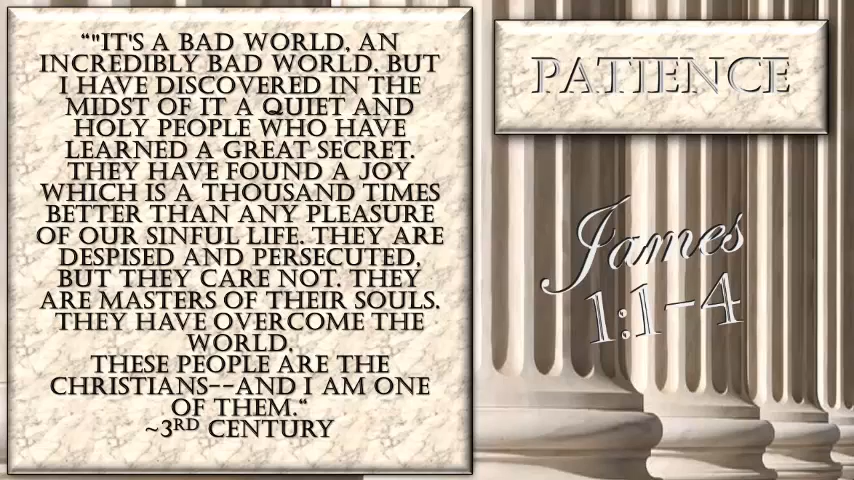 “"IT'S A BAD WORLD, AN
INCREDIBLY BAD WORLD. BUT
I HAVE DISCOVERED IN THE
MIDST OF IT A QUIET AND
HOLY PEOPLE WHO HAVE
LEARNED A GREAT SECRET.
THEY HAVE FOUND A JOY
WHICH IS A THOUSAND TIMES
BETTER THAN ANY PLEASURE
OF OUR SINFUL LIFE. THEY ARE
DESPISED AND PERSECUTED,
BUT THEY CARE NOT. THEY
ARE MASTERS OF THEIR SOULS.
THEY HAVE OVERCOME THE
WORLD.
THESE PEOPLE ARE THE
CHRISTIANS--AND I AM ONE
OF THEM.“
~3RD CENTURY
PATIENCE
James
1:1-4